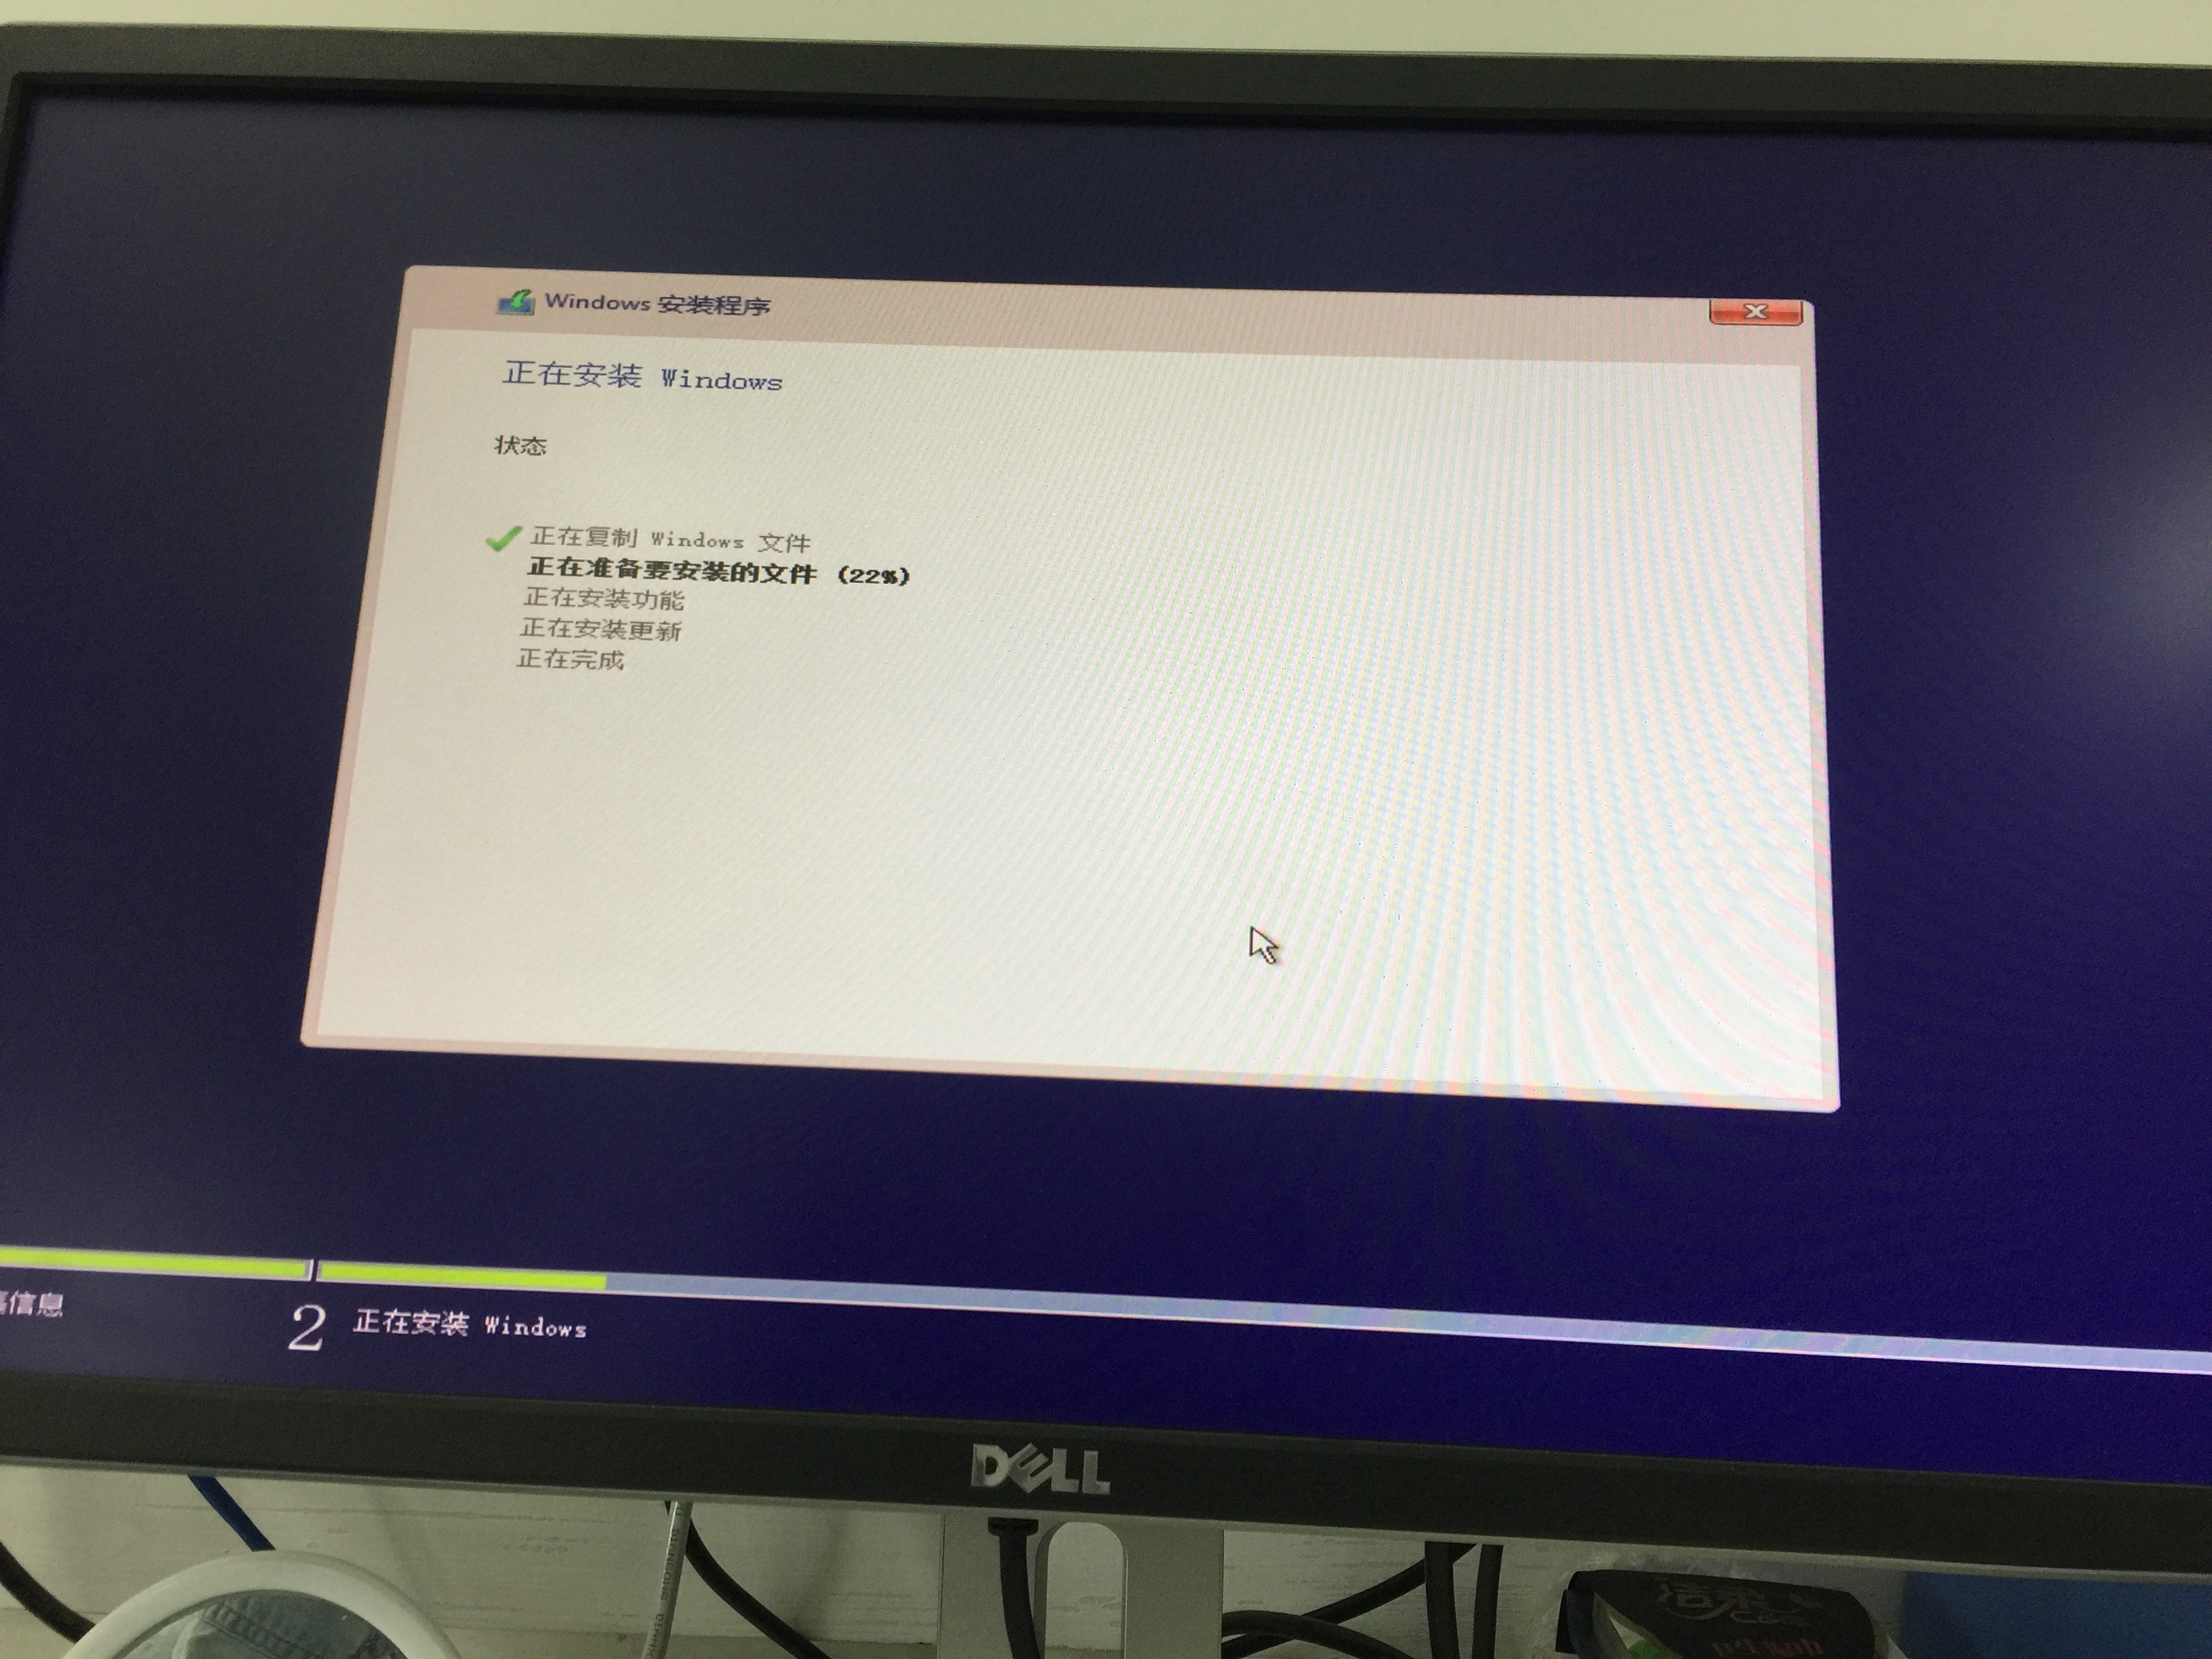 Windows 安装程序
正在安装 Windows
状态
正在复制 Windows 文件
正在准备要安装的文件 (22%)
正在安装功能
正在安装更新
正在完成
信息
2 正在安装 Windows
DELL